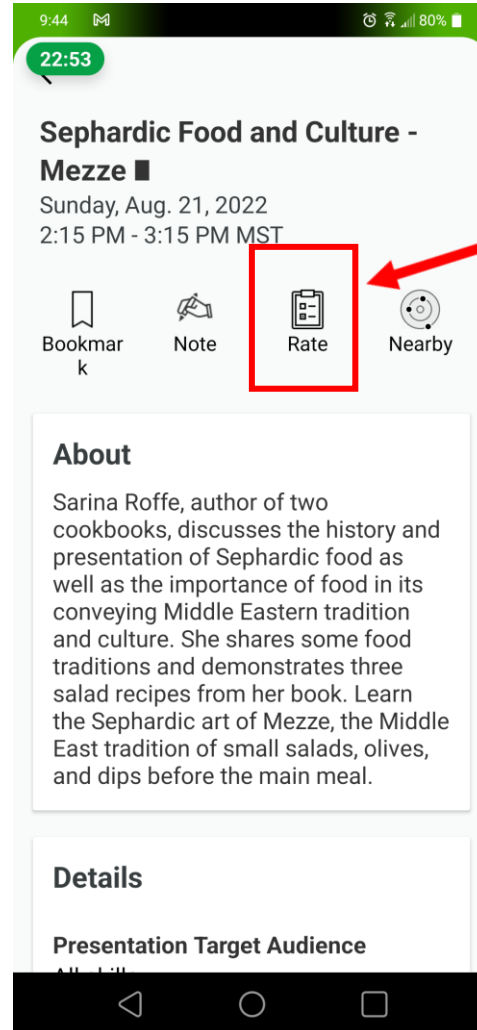 9:44 80%
22:53
Sephardic Food and Culture -
Mezze
Sunday, Aug. 21, 2022
2:15 PM - 3:15 PM MST
Bookmar Note Rate Nearby
k
About
Sarina Roffe, author of two
cookbooks, discusses the history and
presentation of Sephardic food as
well as the importance of food in its
conveying Middle Eastern tradition
and culture. She shares some food
traditions and demonstrates three
salad recipes from her book. Learn
the Sephardic art of Mezze, the Middle
East tradition of small salads, olives,
and dips before the main meal.
Details
Presentation Target Audience